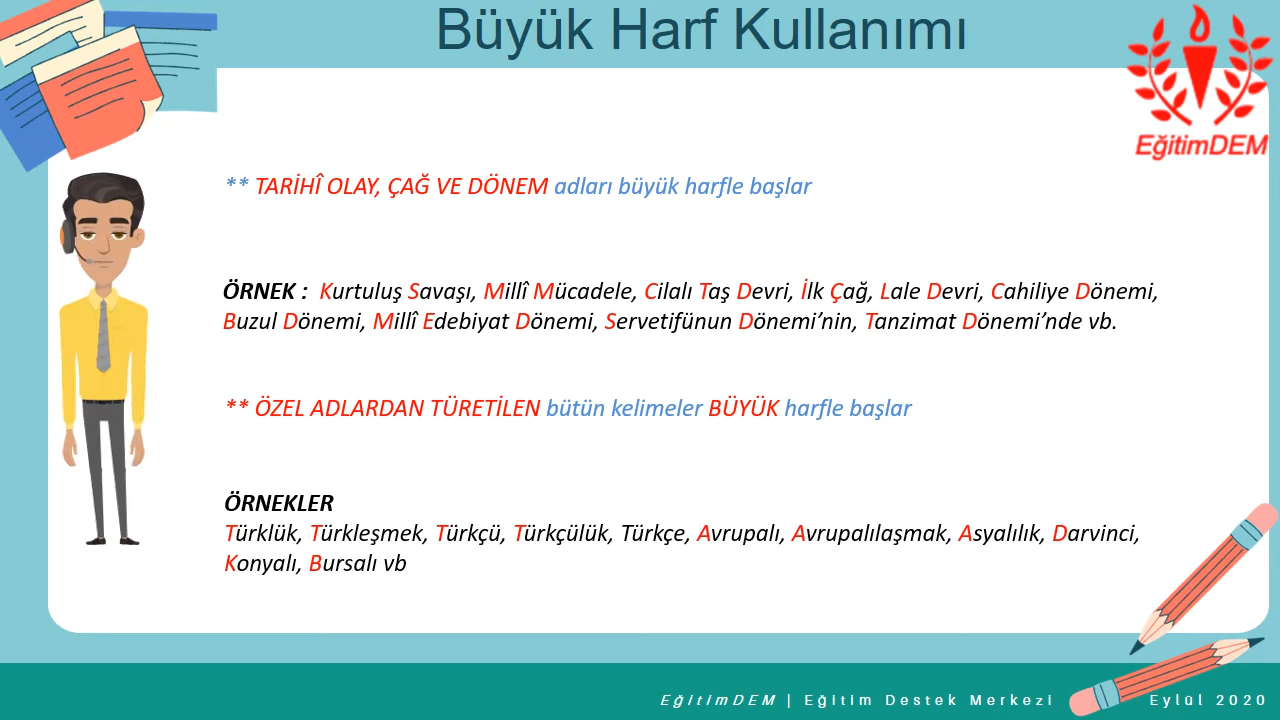 Büyük Harf Kullanımı
EğitimDEM
** TARİHÎ OLAY, ÇAĞ VE DÖNEM adları büyük harfle başlar
ÖRNEK : Kurtuluş Savaşı, Millî Mücadele, Cilalı Taş Devri, İlk Çağ, Lale Devri, Cahiliye Dönemi,
Buzul Dönemi, Millî Edebiyat Dönemi, Servetifünun Dönemi’nin, Tanzimat Dönemi’nde vb.
** ÖZEL ADLARDAN TÜRETİLEN bütün kelimeler BÜYÜK harfle başlar
ÖRNEKLER
Türklük, Türkleşmek, Türkçü, Türkçülük, Türkçe, Avrupalı, Avrupalılaşmak, Asyalılık, Darvinci,
Konyalı, Bursalı vb
EğitimDEM | Eğitim Destek Merkezi Eylül 2020